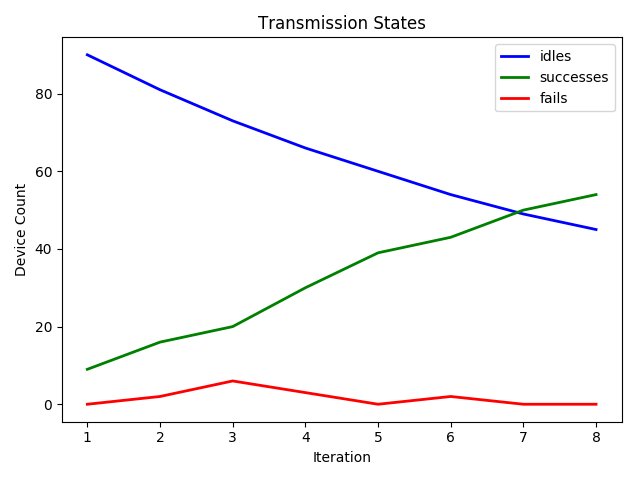 Transmission States
idles
successes
fails
Device Count
80
60
40
20
0
1 2 3 4 5 6 7 8
Iteration